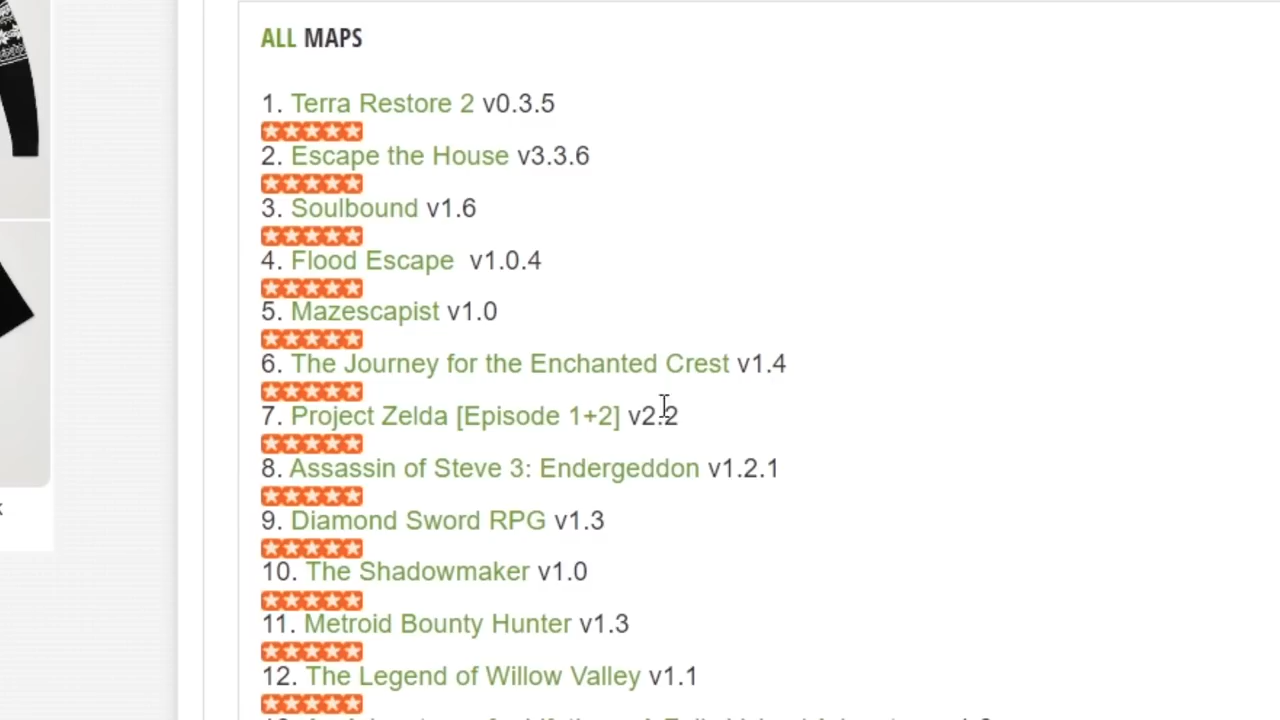 ALL MAPS
1. Terra Restore 2 v0.3.5
2. Escape the House v3.3.6
3. Soulbound v1.6
4. Flood Escape  v1.0.4
5. Mazescapist v1.0
6. The Journey for the Enchanted Crest v1.4
7. Project Zelda [Episode 1+2] v2.2
8. Assassin of Steve 3: Endergeddon v1.2.1
9. Diamond Sword RPG v1.3
10. The Shadowmaker v1.0
11. Metroid Bounty Hunter v1.3
12. The Legend of Willow Valley v1.1